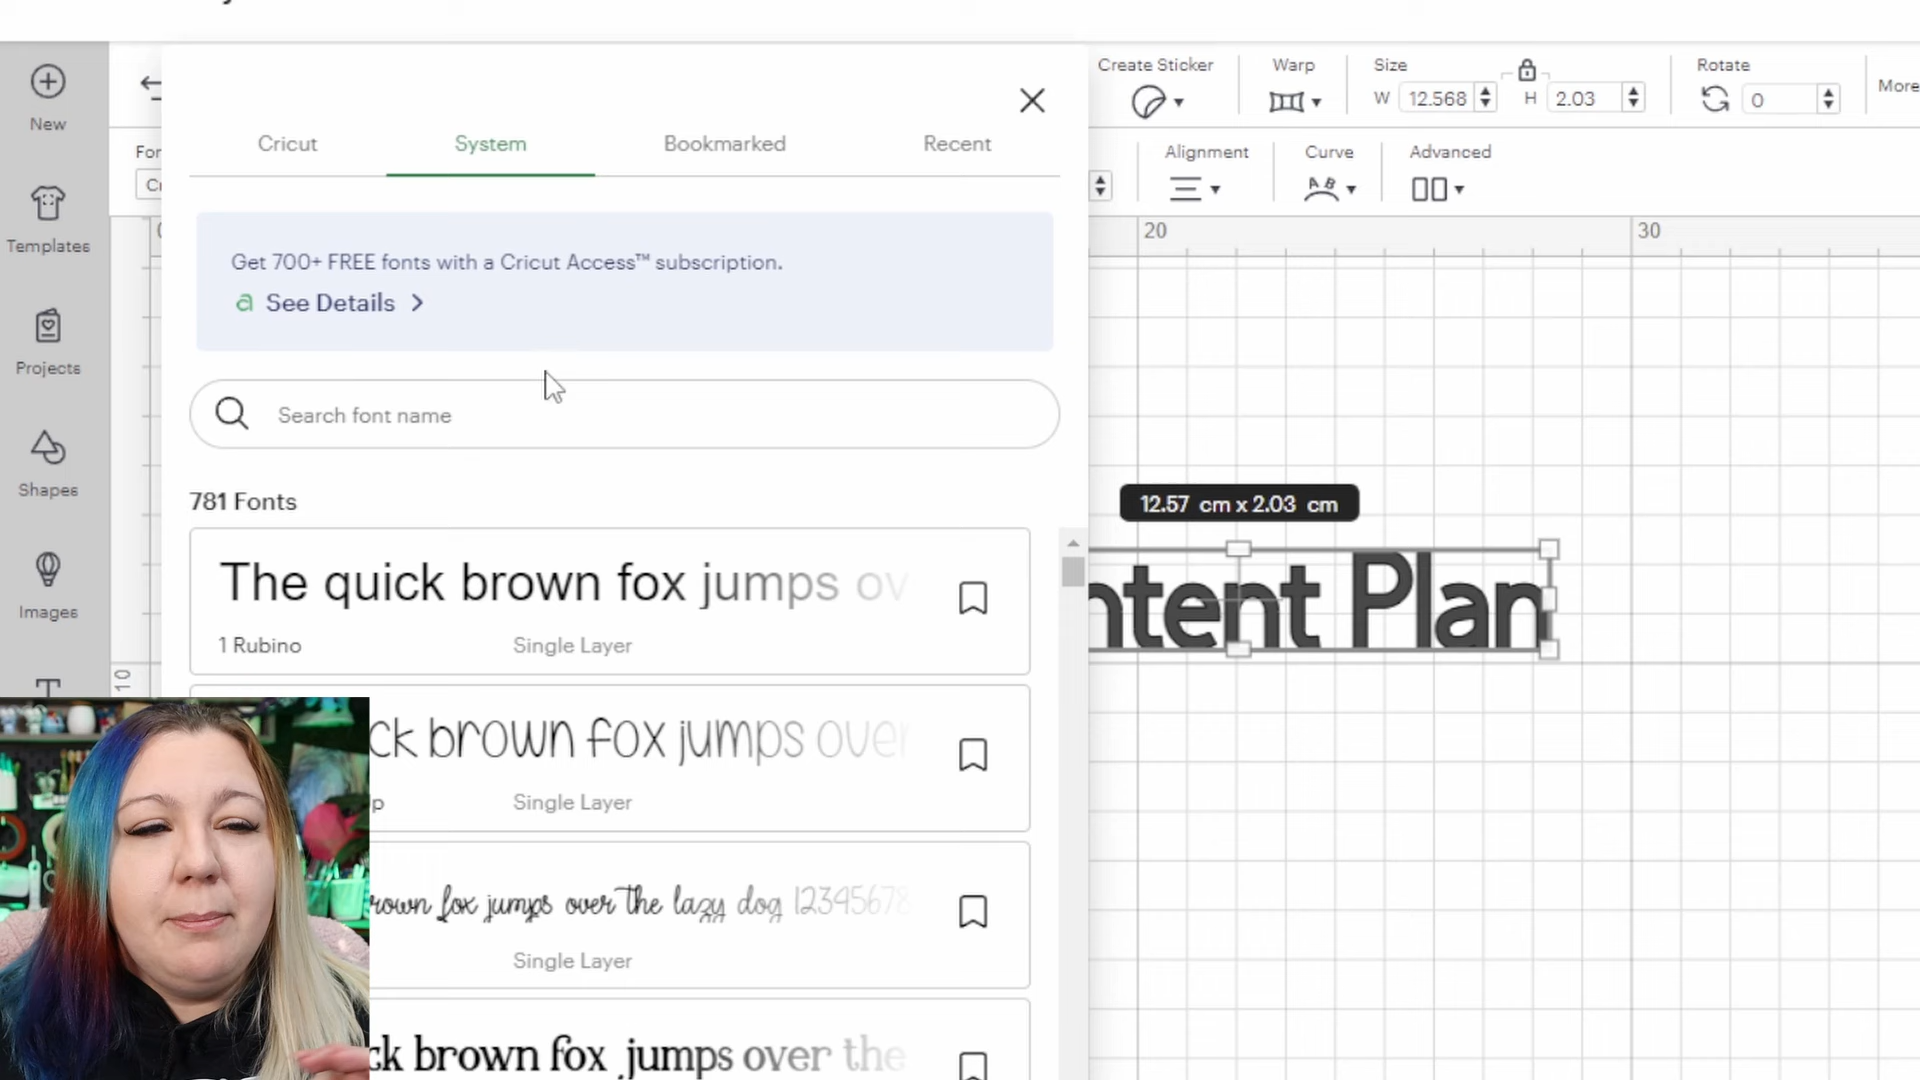 New
Templates
Projects
Shapes
Images
Create Sticker
Warp
Size
W 12.568
H 2.03
Rotate
0
More
Cricut
System
Bookmarked
Recent
Alignment
Curve
Advanced
Get 700+ FREE fonts with a Cricut Access™ subscription.
a See Details >
Search font name
781 Fonts
The quick brown fox jumps ov
1 Rubino
Single Layer
ck brown fox jumps over
p
Single Layer
rown fox jumps over the lazy dog 12345678
Single Layer
ck brown fox jumps over the
20
30
10
12.57 cm x 2.03 cm
ntent Plan